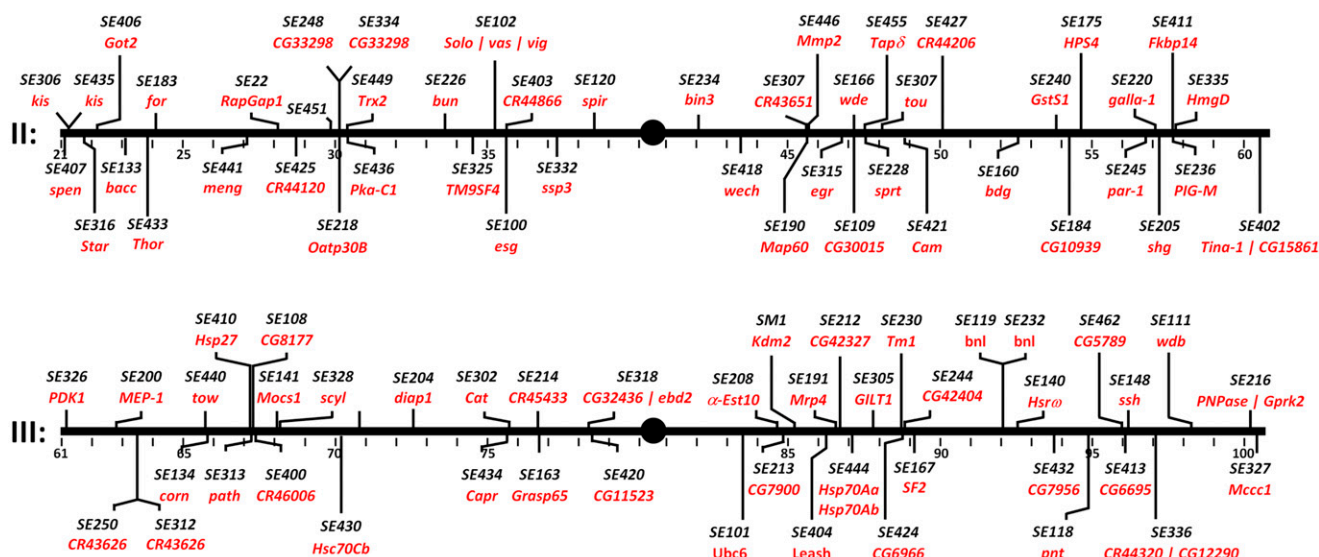 SE406
Got2
SE248
CG33298
SE334
CG33298
SE102
Solo | vas | vig
SE446
Mmp2
SE455
Tapδ
SE427
CR44206
SE175
HPS4
SE411
Fkbp14
SE306
kis
SE435
kis
SE183
for
SE22
RapGap1
SE451
SE449
Trx2
SE226
bun
SE403
CR44866
SE120
spir
SE234
bin3
SE307
CR43651
SE166
wde
SE307
tou
SE240
GstS1
SE220
galla-1
SE335
HmgD
II:
21 25 30 35 45 50 55 60
SE407
spen
SE133
bacc
SE441
meng
SE425
CR44120
SE436
Pka-C1
SE325
TM9SF4
SE332
ssp3
SE418
wech
SE315
egr
SE228
sprt
SE160
bdg
SE245
par-1
SE236
PIG-M
SE316
Star
SE433
Thor
SE218
Oatp30B
SE100
esg
SE190
Map60
SE109
CG30015
SE421
Cam
SE184
CG10939
SE205
shg
SE402
Tina-1 | CG15861
SE410
Hsp27
SE108
CG8177
SM1
Kdm2
SE212
CG42327
SE230
Tm1
SE119
bnl
SE232
bnl
SE462
CG5789
SE111
wdb
SE326
PDK1
SE200
MEP-1
SE440
tow
SE141
Mocs1
SE328
scyl
SE204
diap1
SE302
Cat
SE214
CR45433
SE318
CG32436 | ebd2
SE208
α-Est10
SE191
Mrp4
SE305
GILT1
SE244
CG42404
SE140
Hsrω
SE148
ssh
SE216
PNPase | Gprk2
III:
61 65 70 75 85 90 95 100
SE134
corn
SE313
path
SE400
CR46006
SE434
Capr
SE163
Grasp65
SE420
CG11523
SE213
CG7900
SE444
Hsp70Aa
Hsp70Ab
SE167
SF2
SE432
CG7956
SE413
CG6695
SE327
Mccc1
SE250
CR43626
SE312
CR43626
SE430
Hsc70Cb
SE101
Ubc6
SE404
Leash
SE424
CG6966
SE118
pnt
SE336
CR44320 | CG12290